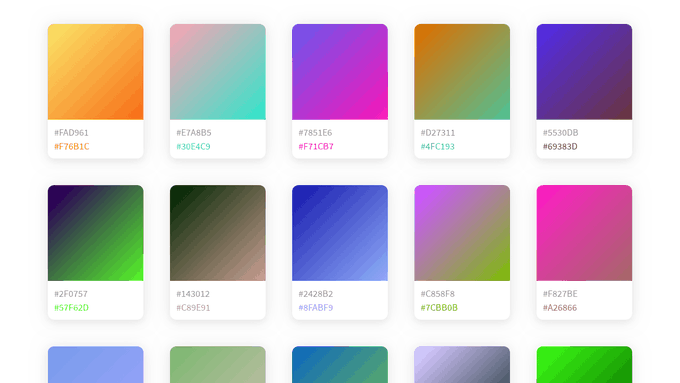 #FAD961
#F76B1C
#E7A8B5
#30E4C9
#7851E6
#F71CB7
#D27311
#4FC193
#5530DB
#69383D
#2F0757
#57F62D
#143012
#C89E91
#2428B2
#8FABF9
#C858F8
#7CBB0B
#F827BE
#A26866